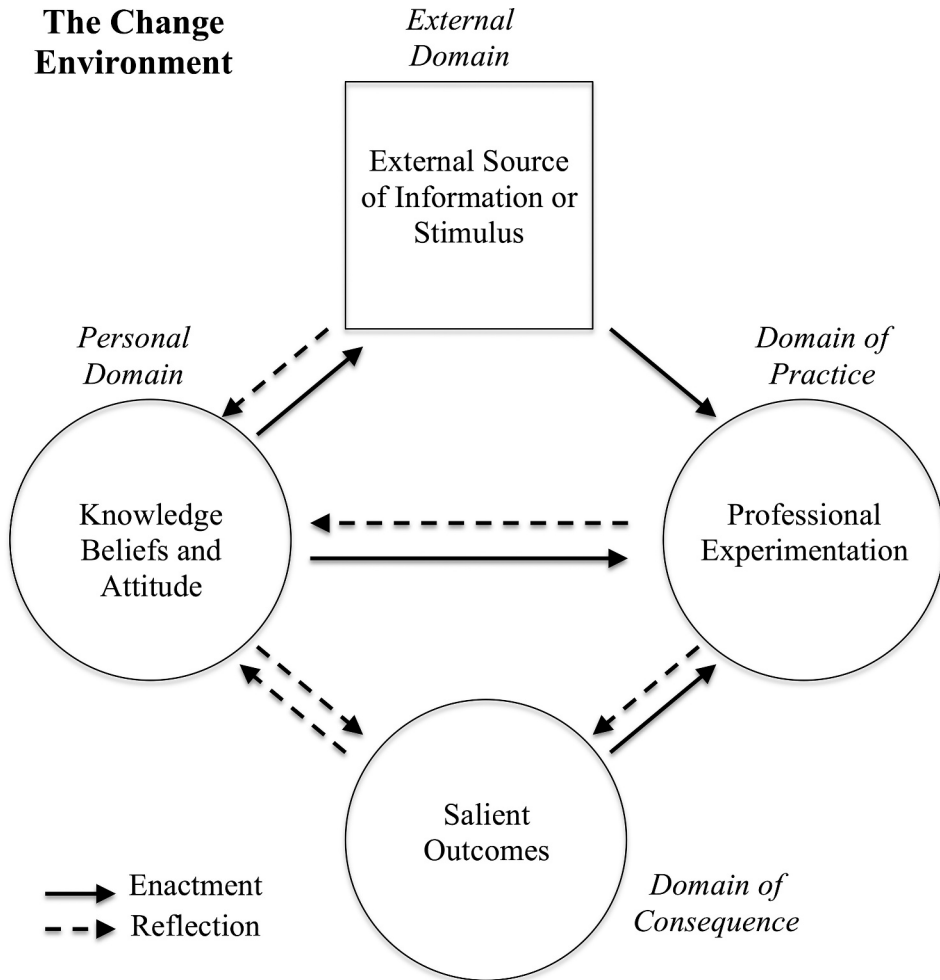 The Change
Environment
External
Domain
External Source
of Information or
Stimulus
Personal
Domain
Domain of
Practice
Knowledge
Beliefs and
Attitude
Professional
Experimentation
Salient
Outcomes
Enactment
Reflection
Domain of
Consequence